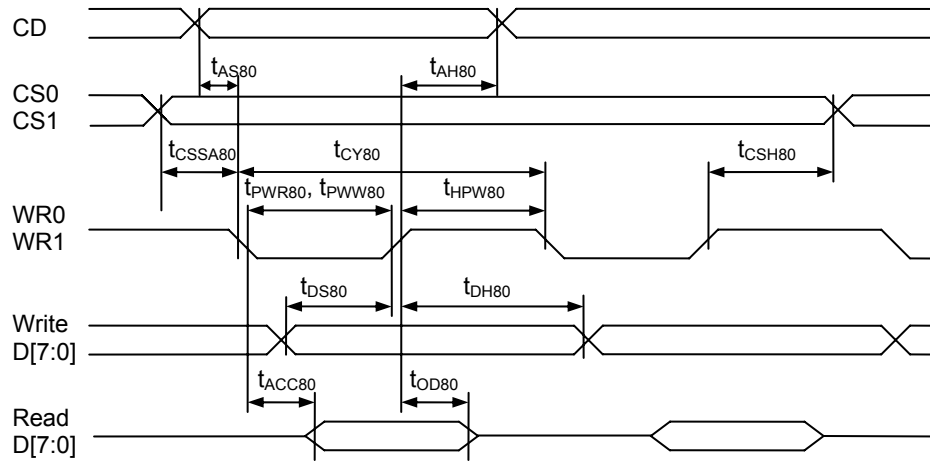 CD
tAS80 tAH80
CS0
CS1
tCSSA80 tCY80 tCSH80
tPWR80, tPWW80 tHPW80
WR0
WR1
tDS80 tDH80
Write
D[7:0]
tACC80 tOD80
Read
D[7:0]